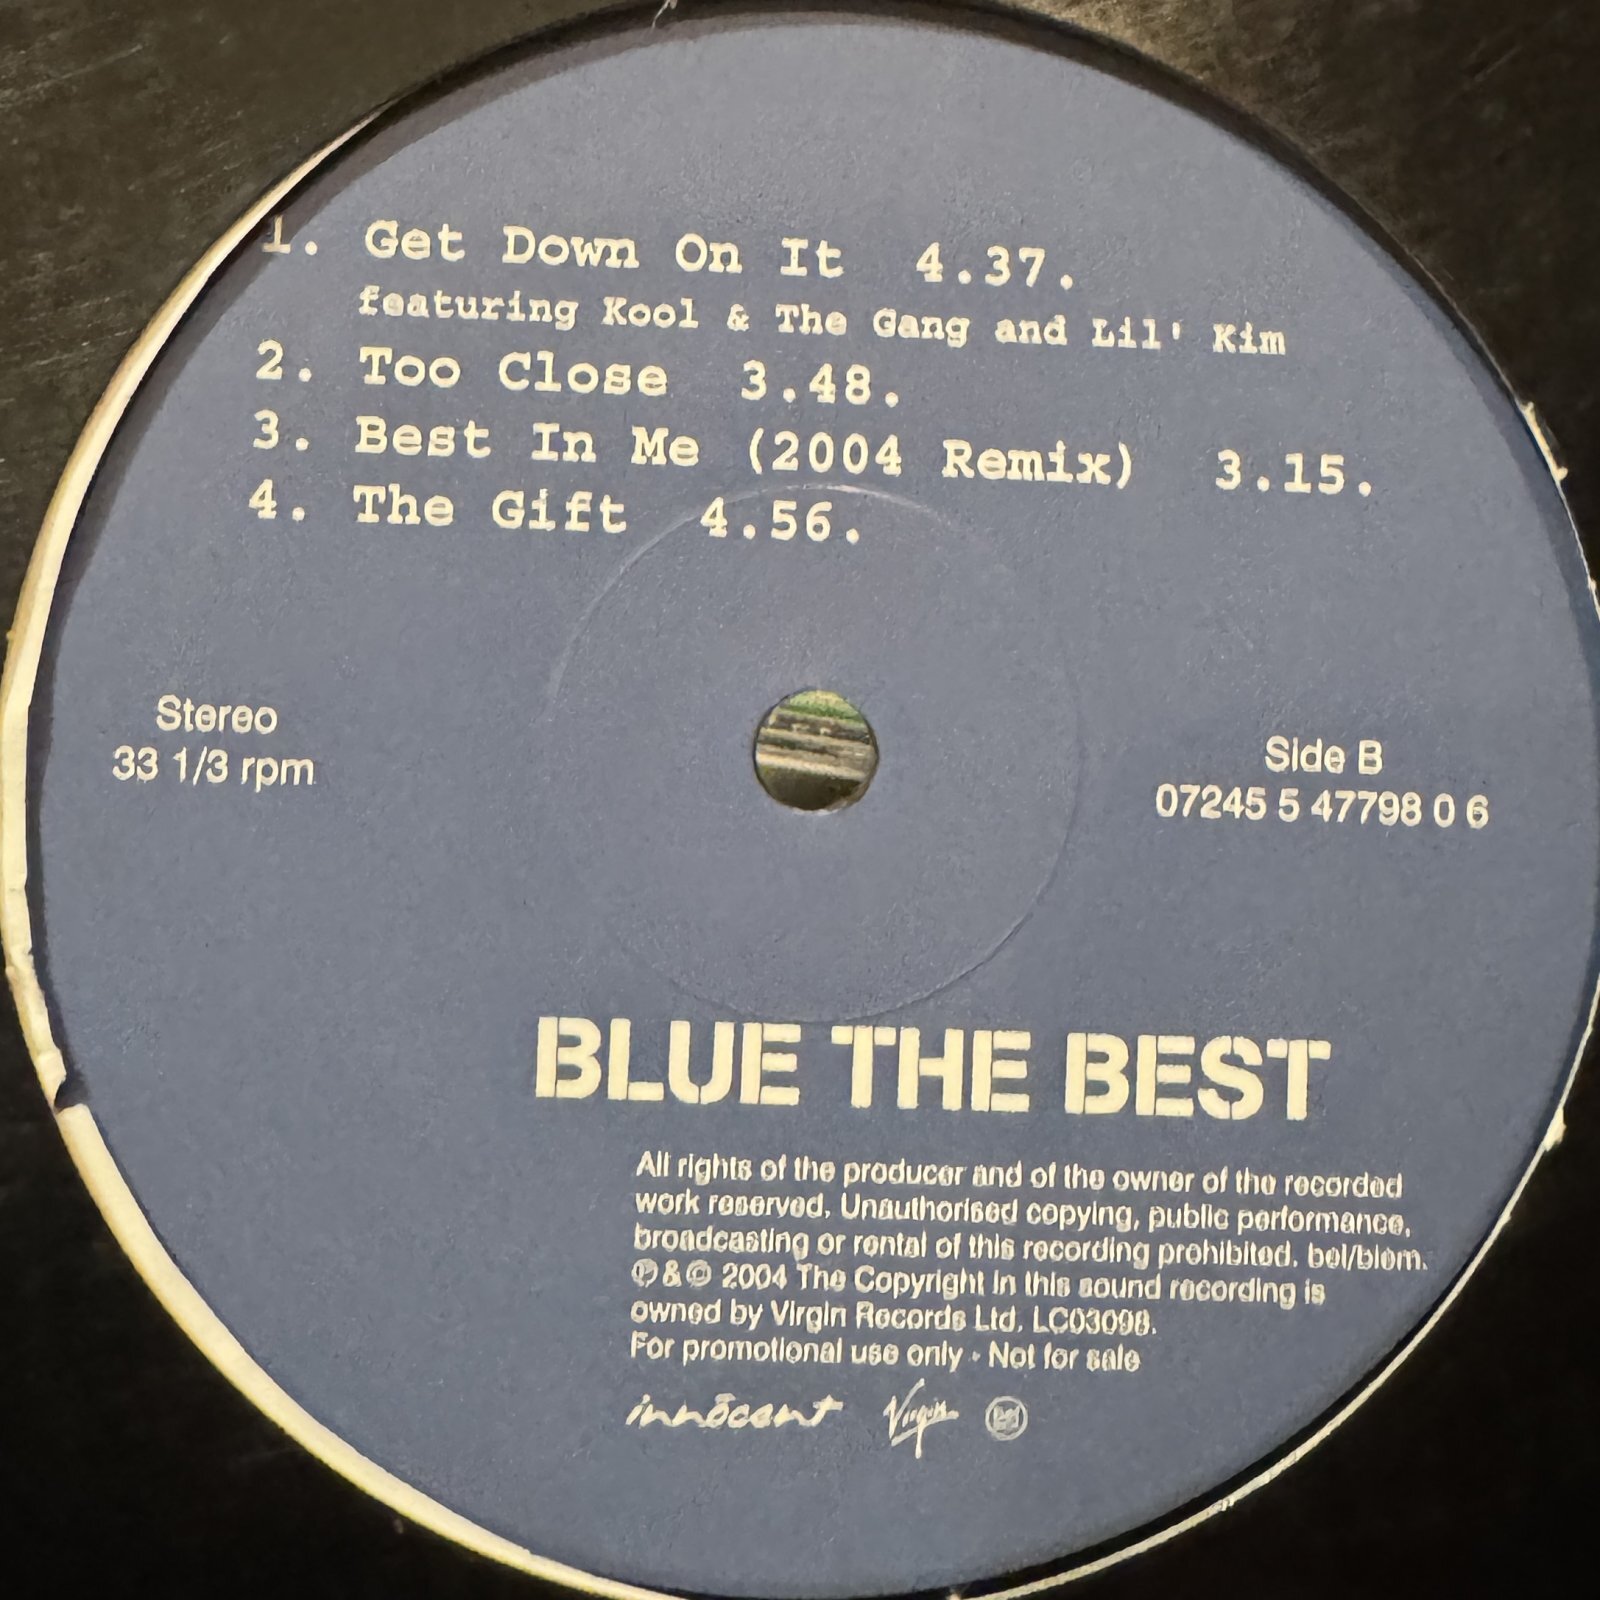 1. Get Down On It 4.37.
featuring Kool & The Gang and Lil' Kim
2. Too Close 3.48.
3. Best In Me (2004 Remix) 3.15.
4. The Gift 4.56.
Stereo
33 1/3 rpm
Side B
07245 5 47798 0 6
BLUE THE BEST
All rights of the producer and of the owner of the recorded
work reserved. Unauthorised copying, public performance,
broadcasting or rental of this recording prohibited. bel/biem.
℗ & © 2004 The Copyright in this sound recording is
owned by Virgin Records Ltd. LC03098.
For promotional use only - Not for sale
innocent Virgin